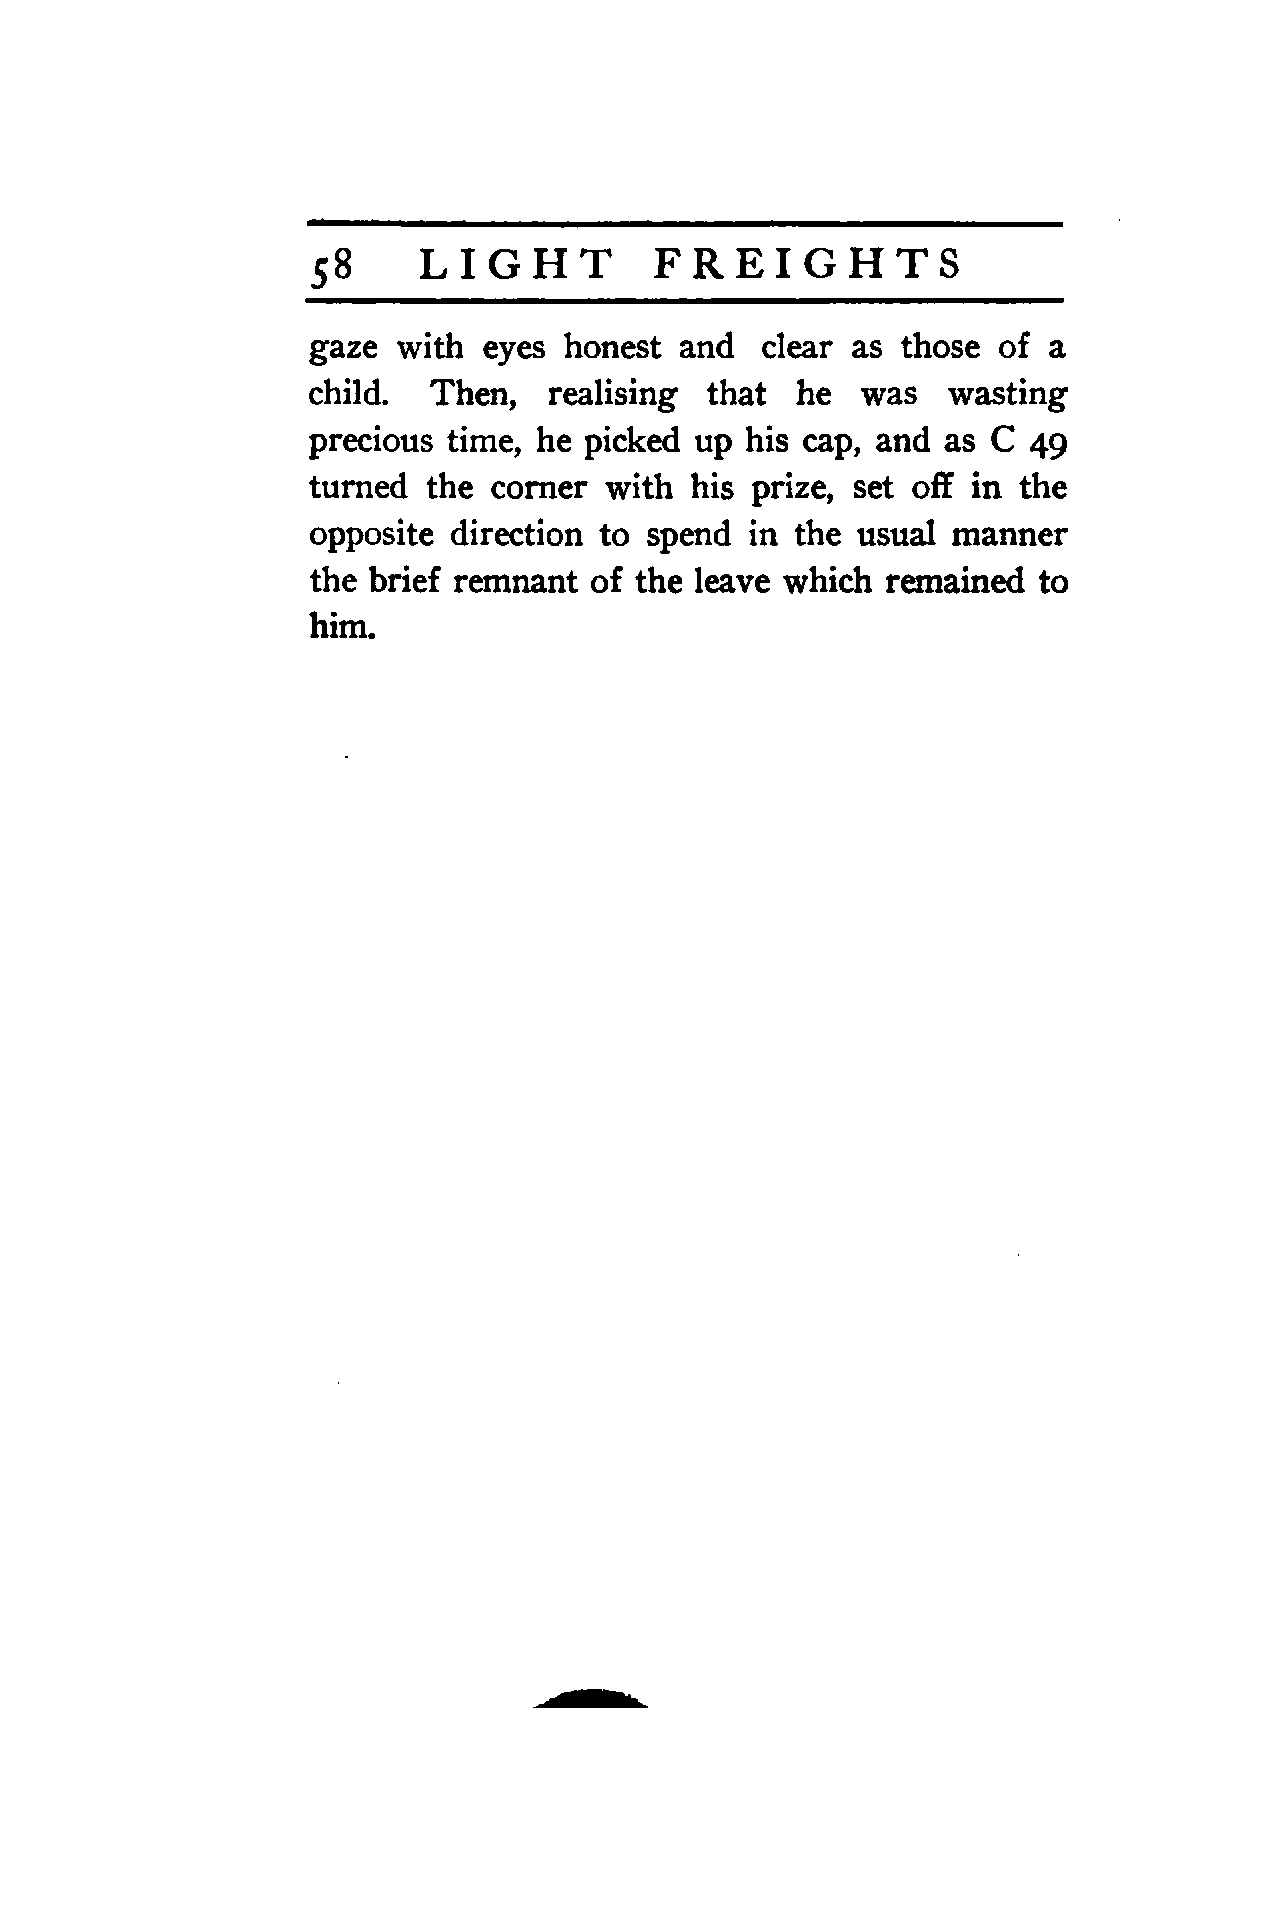 58 LIGHT FREIGHTS
gaze with eyes honest and clear as those of a
child. Then, realising that he was wasting
precious time, he picked up his cap, and as C 49
turned the corner with his prize, set off in the
opposite direction to spend in the usual manner
the brief remnant of the leave which remained to
him.